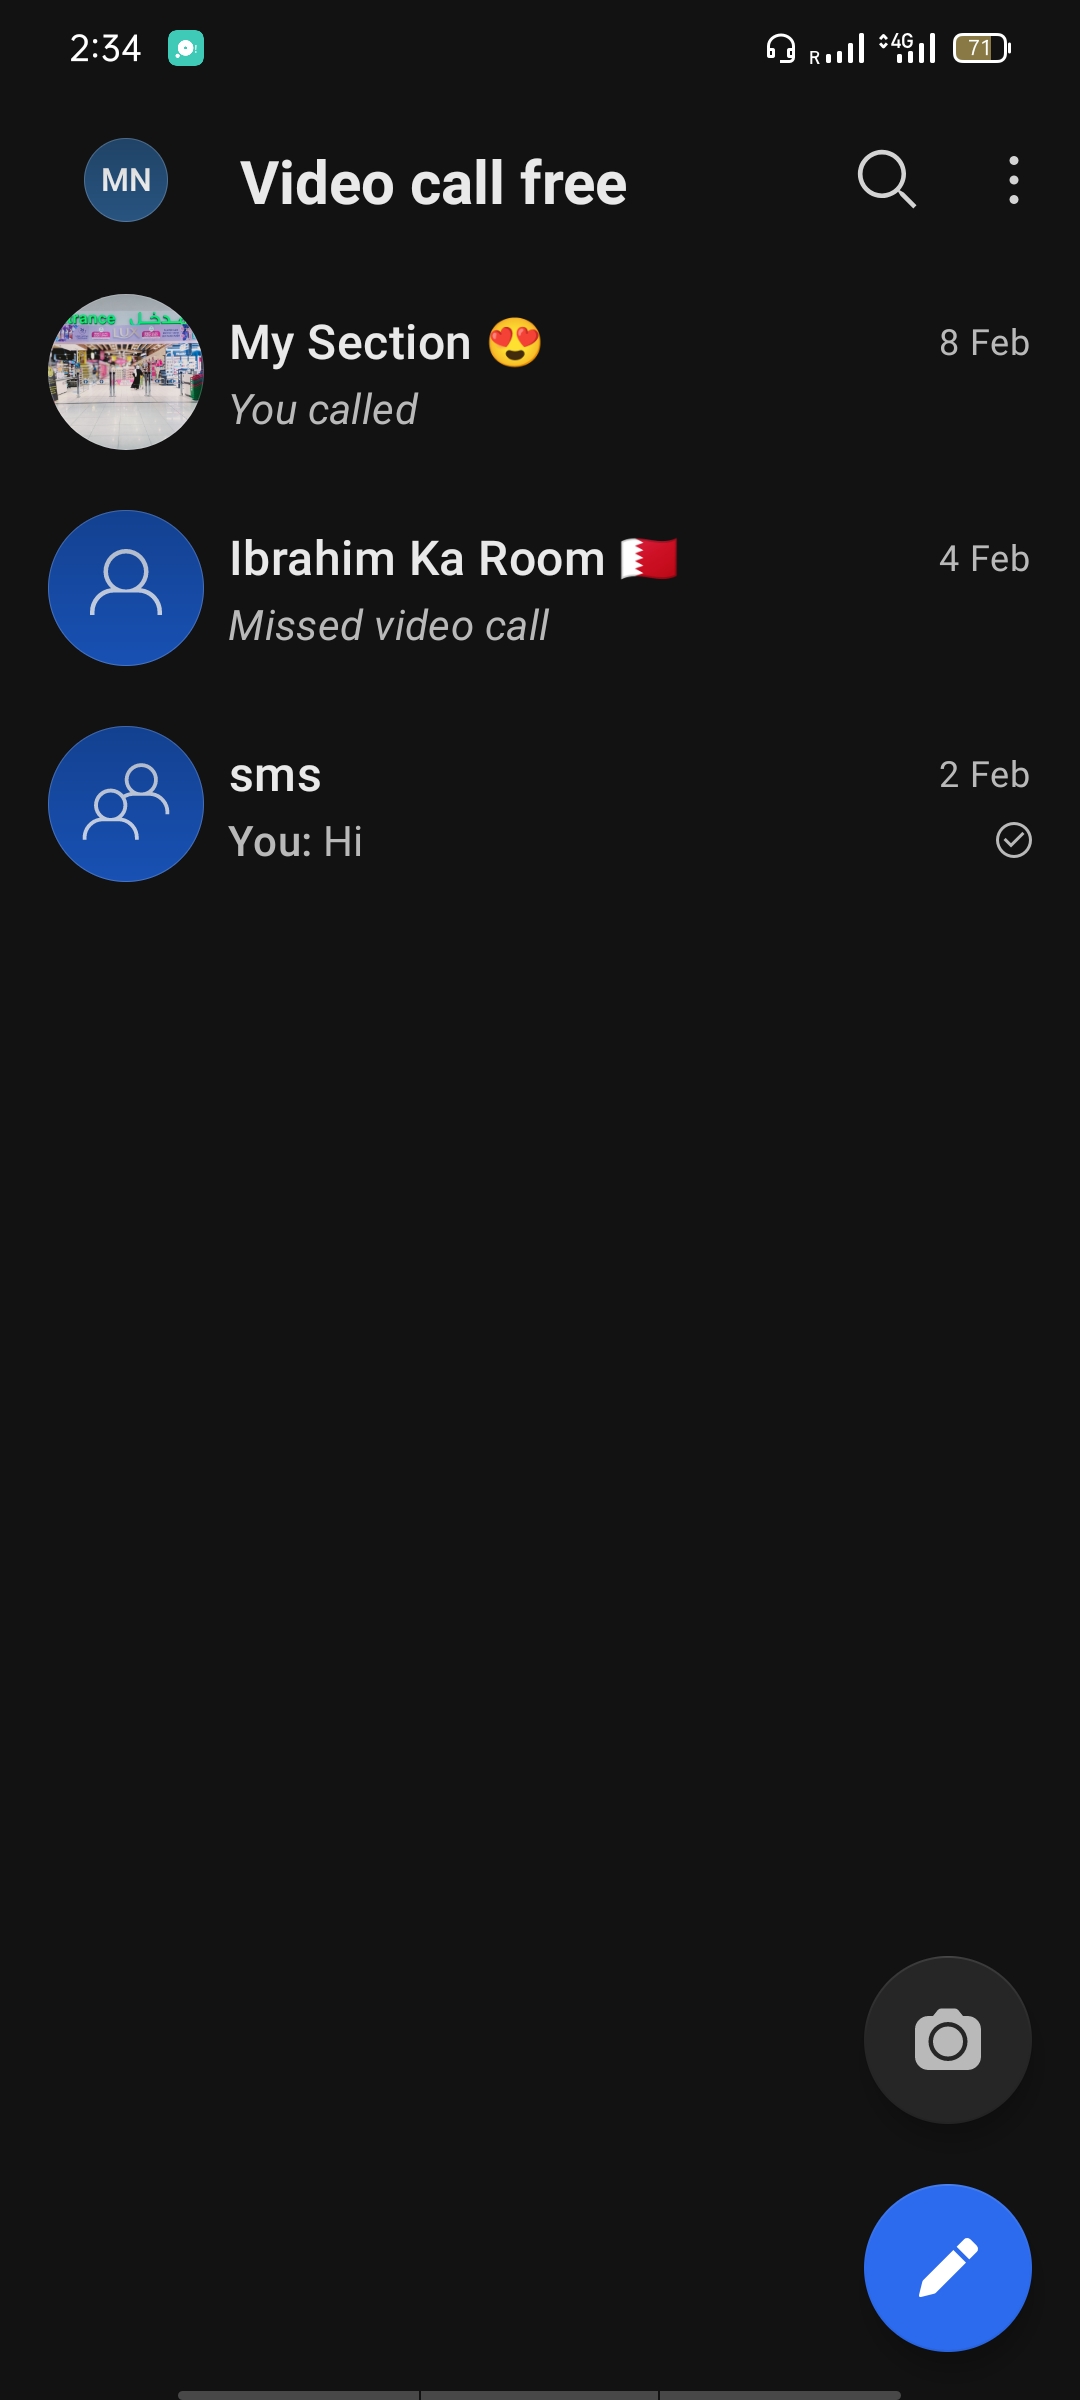 2:34
R 4G 71
MN Video call free
My Section 😍 8 Feb
You called
Ibrahim Ka Room 🇧🇭 4 Feb
Missed video call
sms 2 Feb
You: Hi